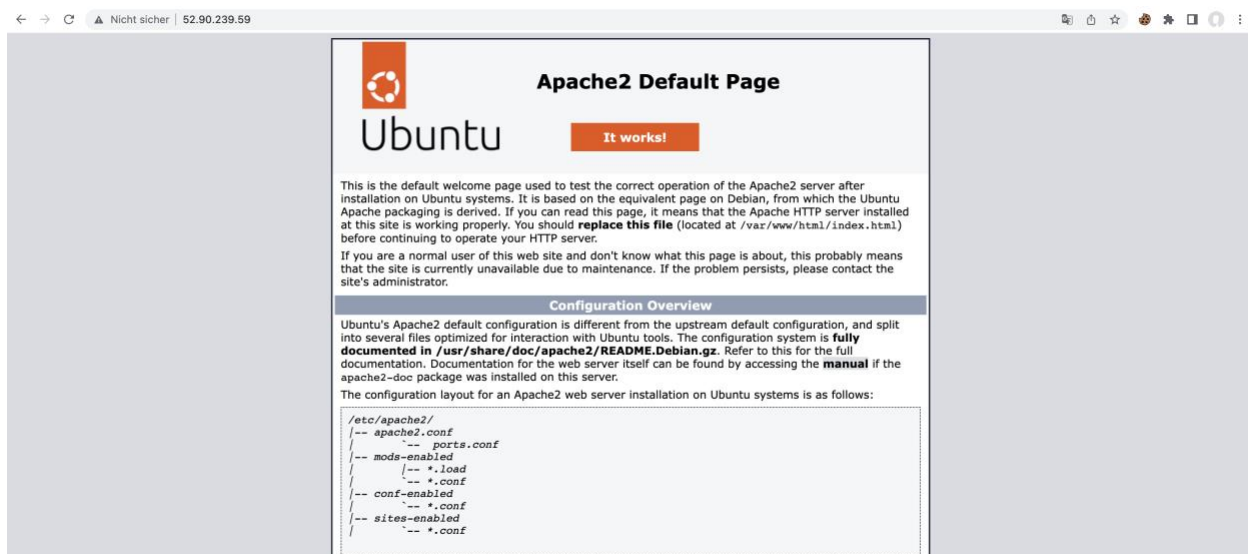 Nicht sicher | 52.90.239.59
Apache2 Default Page
Ubuntu
It works!
This is the default welcome page used to test the correct operation of the Apache2 server after
installation on Ubuntu systems. It is based on the equivalent page on Debian, from which the Ubuntu
Apache packaging is derived. If you can read this page, it means that the Apache HTTP server installed
at this site is working properly. You should replace this file (located at /var/www/html/index.html)
before continuing to operate your HTTP server.
If you are a normal user of this web site and don't know what this page is about, this probably means
that the site is currently unavailable due to maintenance. If the problem persists, please contact the
site's administrator.
Configuration Overview
Ubuntu's Apache2 default configuration is different from the upstream default configuration, and split
into several files optimized for interaction with Ubuntu tools. The configuration system is fully
documented in /usr/share/doc/apache2/README.Debian.gz. Refer to this for the full
documentation. Documentation for the web server itself can be found by accessing the manual if the
apache2-doc package was installed on this server.
The configuration layout for an Apache2 web server installation on Ubuntu systems is as follows:
/etc/apache2/
|-- apache2.conf
|       `--  ports.conf
|-- mods-enabled
|       |-- *.load
|       `-- *.conf
|-- conf-enabled
|       `-- *.conf
|-- sites-enabled
|       `-- *.conf